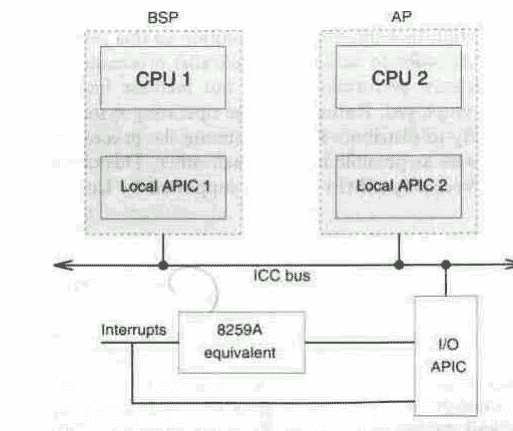 BSP
AP
CPU 1
CPU 2
Local APIC 1
Local APIC 2
ICC bus
Interrupts
8259A
equivalent
I/O
APIC